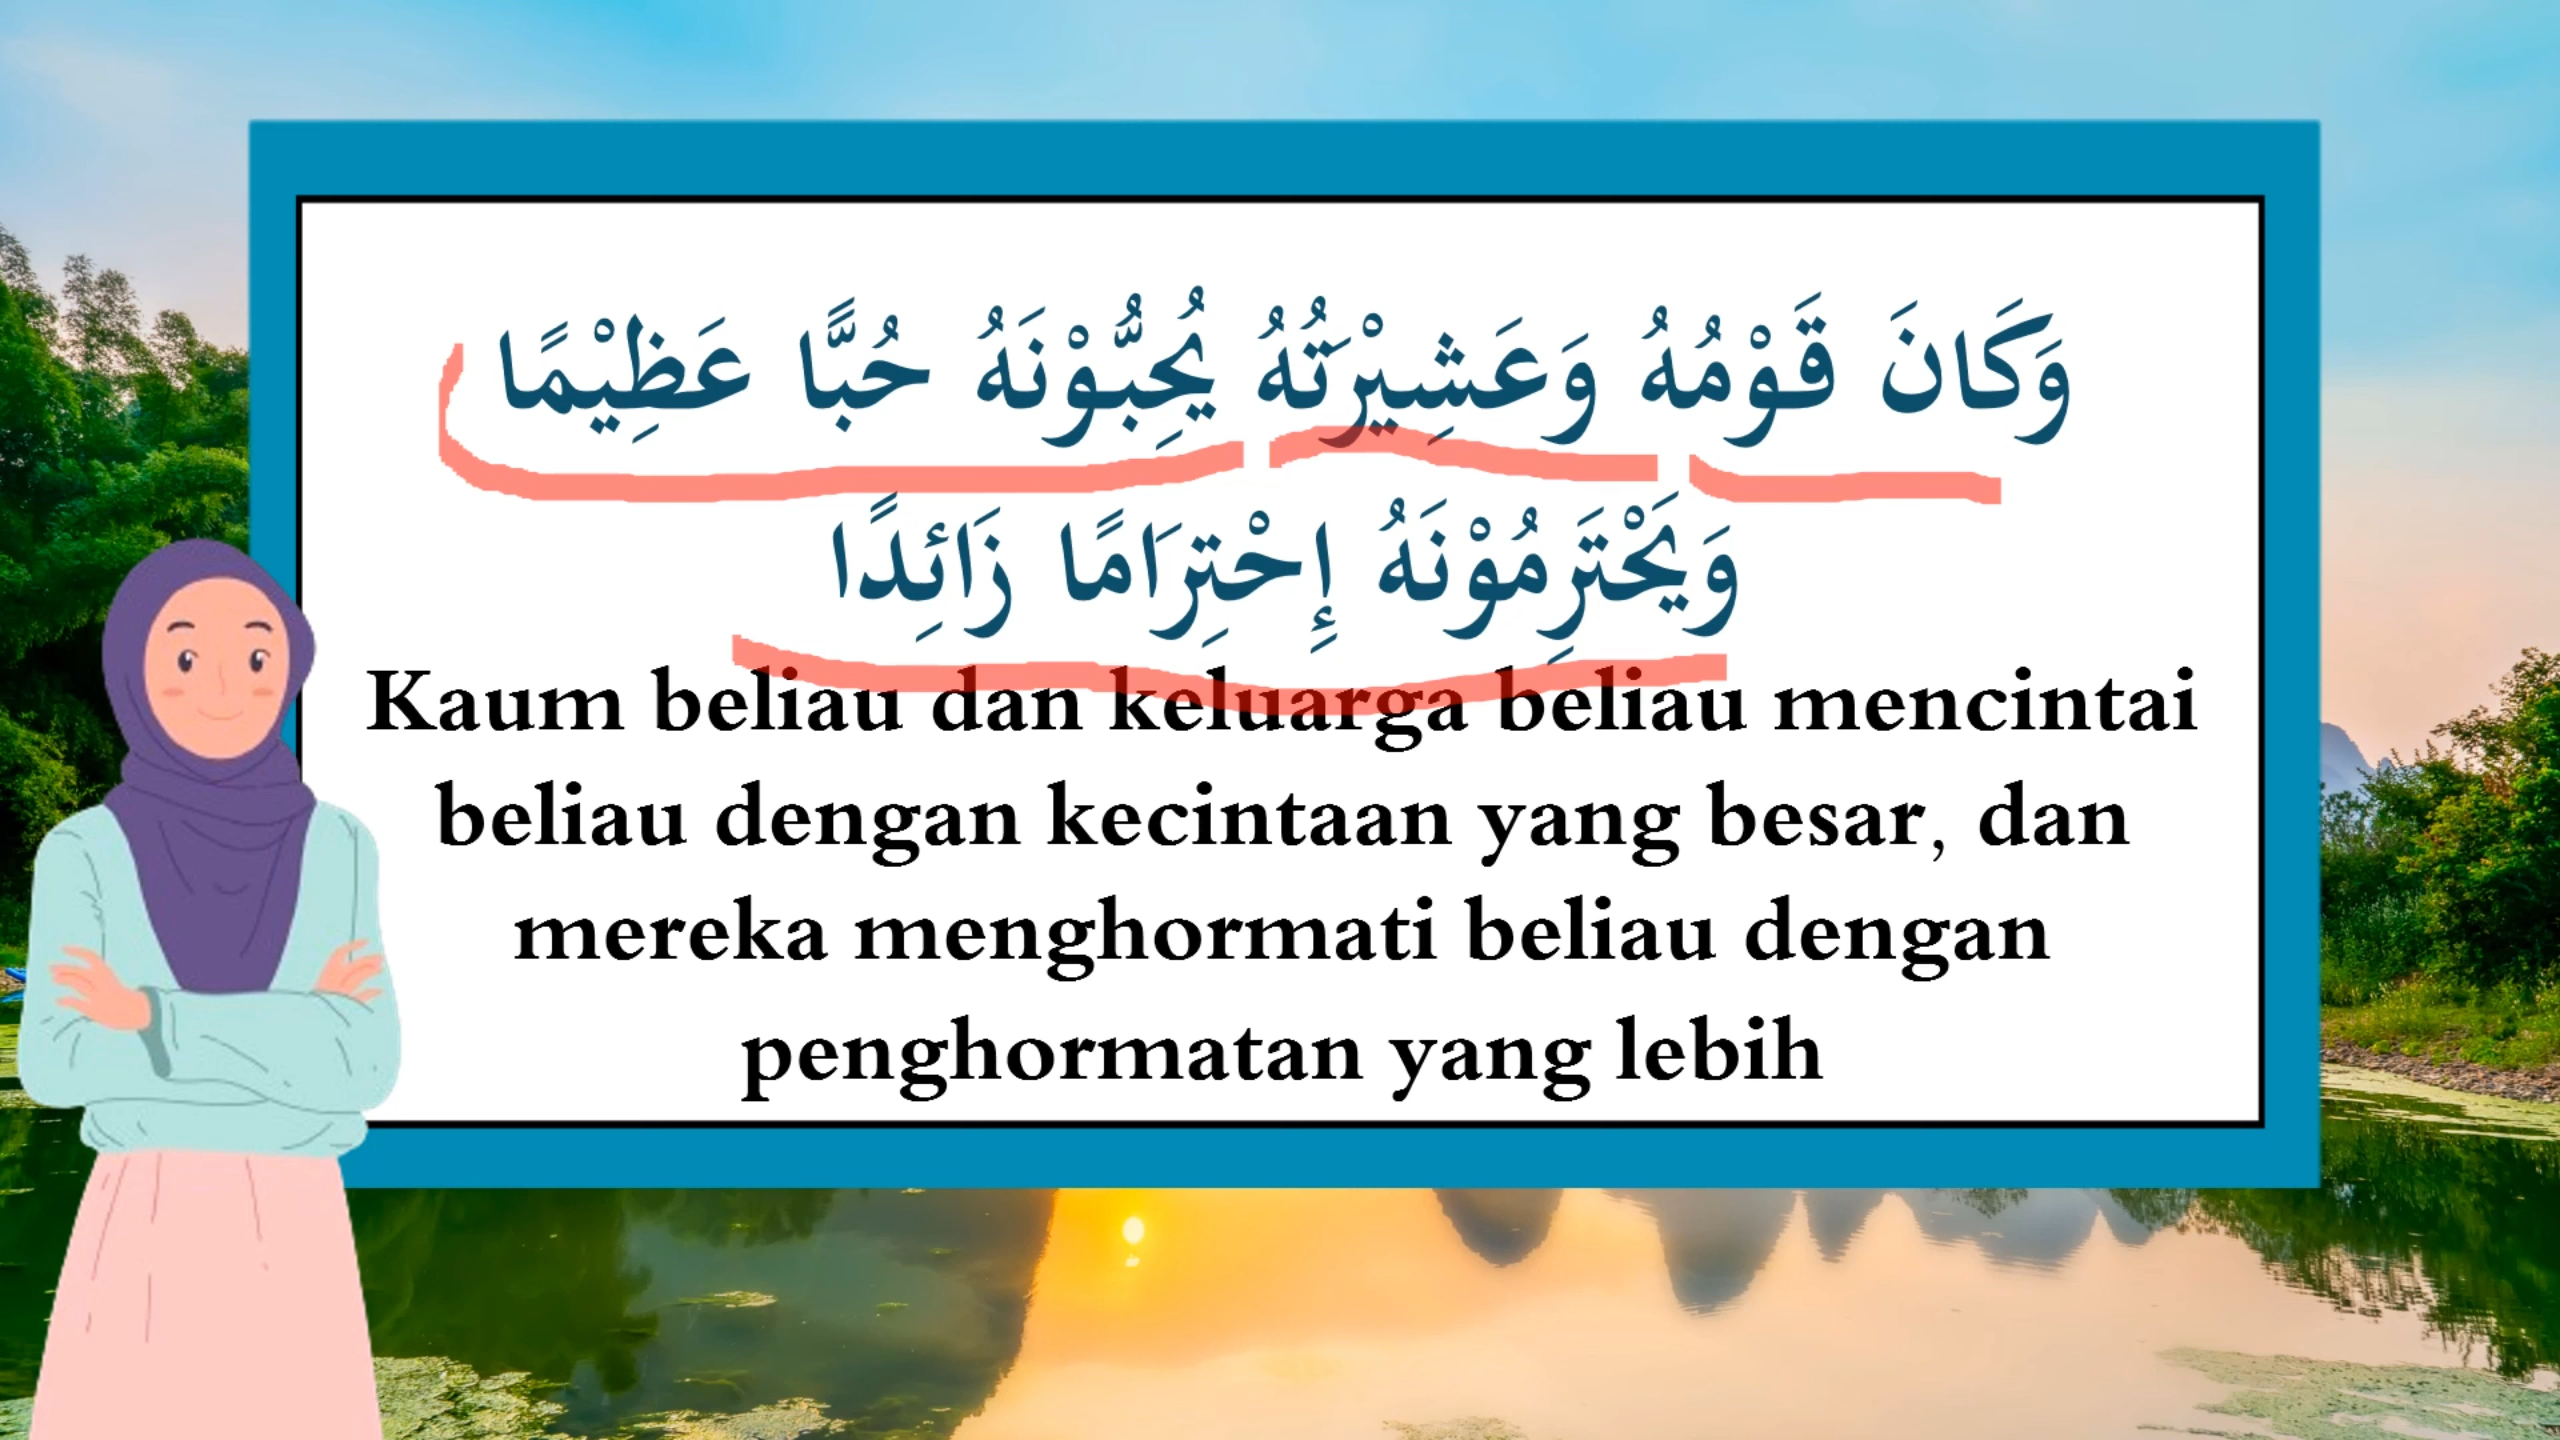 وَكَانَ قَوْمُهُ وَعَشِيْرَتُهُ يُحِبُّوْنَهُ حُبًّا عَظِيْمًا
وَيَحْتَرِمُوْنَهُ إِحْتِرَامًا زَائِدًا
Kaum beliau dan keluarga beliau mencintai
beliau dengan kecintaan yang besar, dan
mereka menghormati beliau dengan
penghormatan yang lebih